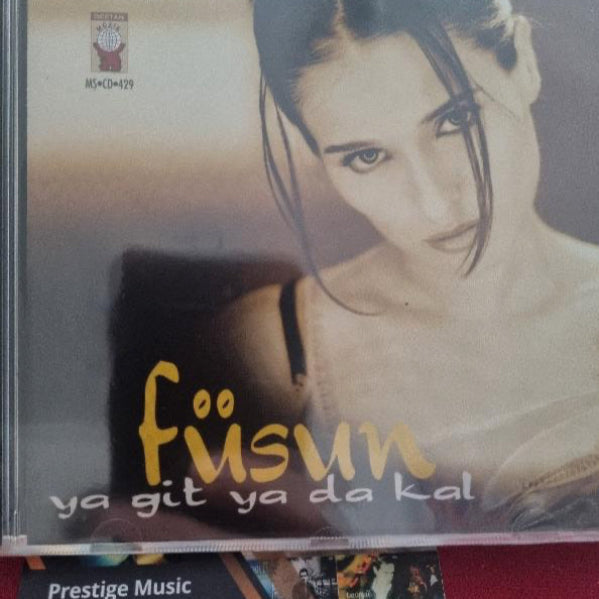 MS•CD•429
füsun
ya git ya da kal
Prestige Music